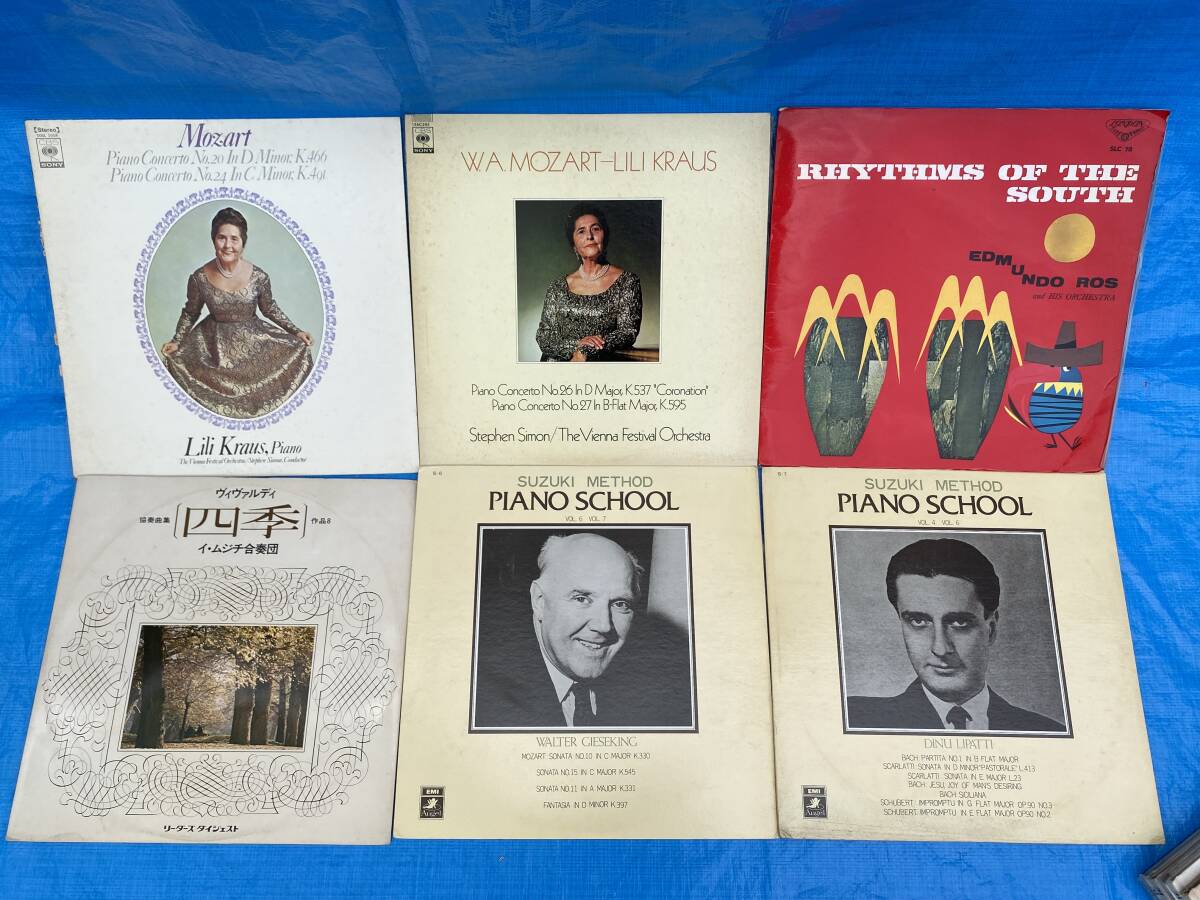 【Stereo】
CBS
SONY
Mozart
Piano Concerto No.20 In D Minor, K.466
Piano Concerto No.24 In C Minor, K.491
Lili Kraus, Piano
The Vienna Festival Orchestra/Stephen Simon, Conductor
CBS
SONY
W.A. MOZART—LILI KRAUS
Piano Concerto No.26 In D Major, K.537 "Coronation"
Piano Concerto No.27 In B-Flat Major, K.595
Stephen Simon/The Vienna Festival Orchestra
LONDON
SLC 78
RHYTHMS OF THE
SOUTH
EDMUNDO ROS
and HIS ORCHESTRA
ヴィヴァルディ
協奏曲集 [四季] 作品8
イ・ムジチ合奏団
リーダーズ ダイジェスト
S-6
SUZUKI METHOD
PIANO SCHOOL
VOL. 6 VOL. 7
WALTER GIESEKING
MOZART: SONATA NO.10 IN C MAJOR K.330
SONATA NO.15 IN C MAJOR K.545
SONATA NO.11 IN A MAJOR K.331
FANTASIA IN D MINOR K.397
EMI
Angel
S-7
SUZUKI METHOD
PIANO SCHOOL
VOL. 4 VOL. 6
DINU LIPATTI
BACH: PARTITA NO.1 IN B FLAT MAJOR
SCARLATTI: SONATA IN D MINOR "PASTORALE" L.413
SCARLATTI: SONATA IN E MAJOR L.23
BACH: JESU, JOY OF MAN'S DESIRING
BACH: SICILIANA
SCHUBERT: IMPROMPTU IN G FLAT MAJOR OP.90 NO.3
SCHUBERT: IMPROMPTU IN E FLAT MAJOR OP.90 NO.2
EMI
Angel